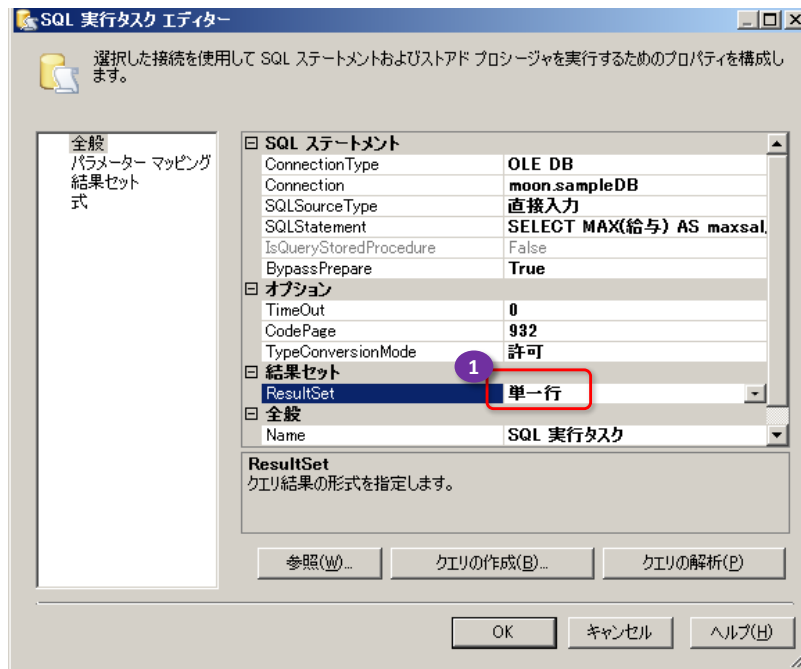 SQL 実行タスク エディター
選択した接続を使用して SQL ステートメントおよびストアド プロシージャを実行するためのプロパティを構成し
ます。
全般
パラメーター マッピング
結果セット
式
SQL ステートメント
ConnectionType OLE DB
Connection moon.sampleDB
SQLSourceType 直接入力
SQLStatement SELECT MAX(給与) AS maxsal,
IsQueryStoredProcedure False
BypassPrepare True
オプション
TimeOut 0
CodePage 932
TypeConversionMode 許可
1
結果セット
ResultSet 単一行
全般
Name SQL 実行タスク
ResultSet
クエリ結果の形式を指定します。
参照(W)... クエリの作成(B)... クエリの解析(P)
OK キャンセル ヘルプ(H)